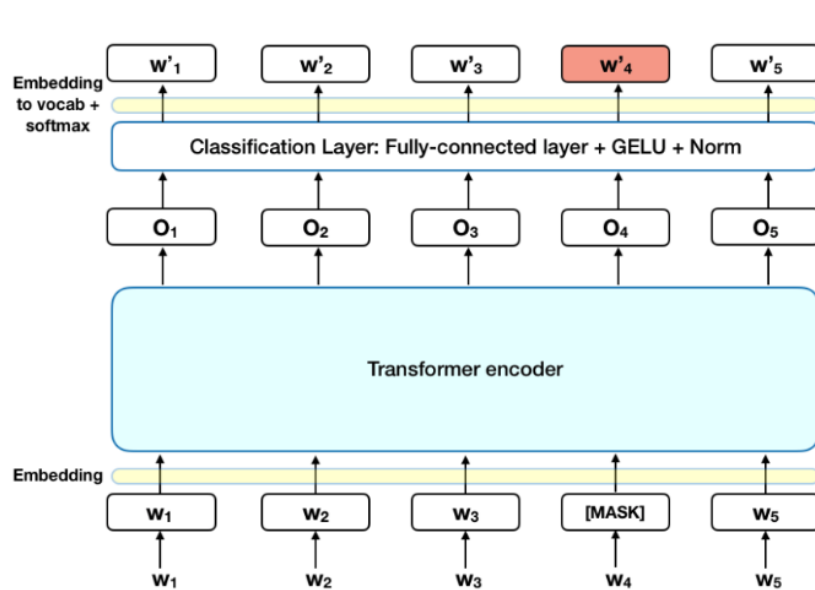 w’₁ w’₂ w’₃ w’₄ w’₅
Embedding
to vocab +
softmax
Classification Layer: Fully-connected layer + GELU + Norm
O₁ O₂ O₃ O₄ O₅
Transformer encoder
Embedding
w₁ w₂ w₃ [MASK] w₅
w₁ w₂ w₃ w₄ w₅